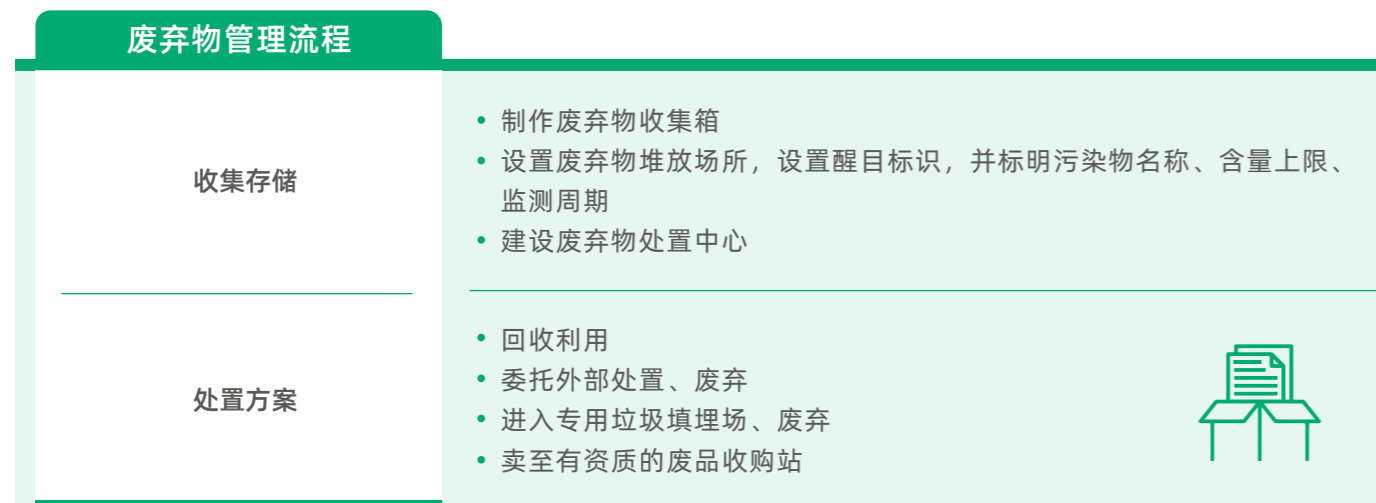 废弃物管理流程
收集存储
• 制作废弃物收集箱
• 设置废弃物堆放场所，设置醒目标识，并标明污染物名称、含量上限、
监测周期
• 建设废弃物处置中心
处置方案
• 回收利用
• 委托外部处置、废弃
• 进入专用垃圾填埋场、废弃
• 卖至有资质的废品收购站